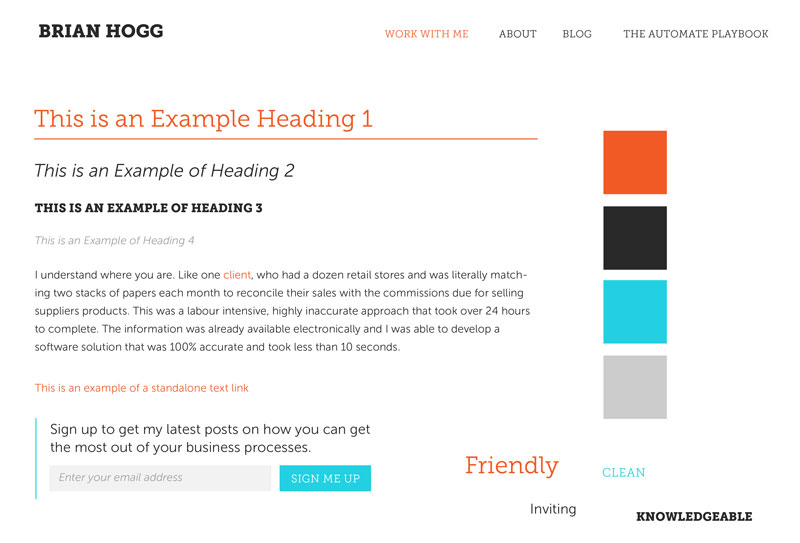 BRIAN HOGG
WORK WITH ME ABOUT BLOG THE AUTOMATE PLAYBOOK
This is an Example Heading 1
This is an Example of Heading 2
THIS IS AN EXAMPLE OF HEADING 3
This is an Example of Heading 4
I understand where you are. Like one client, who had a dozen retail stores and was literally match-
ing two stacks of papers each month to reconcile their sales with the commissions due for selling
suppliers products. This was a labour intensive, highly inaccurate approach that took over 24 hours
to complete. The information was already available electronically and I was able to develop a
software solution that was 100% accurate and took less than 10 seconds.
This is an example of a standalone text link
Sign up to get my latest posts on how you can get
the most out of your business processes.
Enter your email address
SIGN ME UP
Friendly
CLEAN
Inviting
KNOWLEDGEABLE